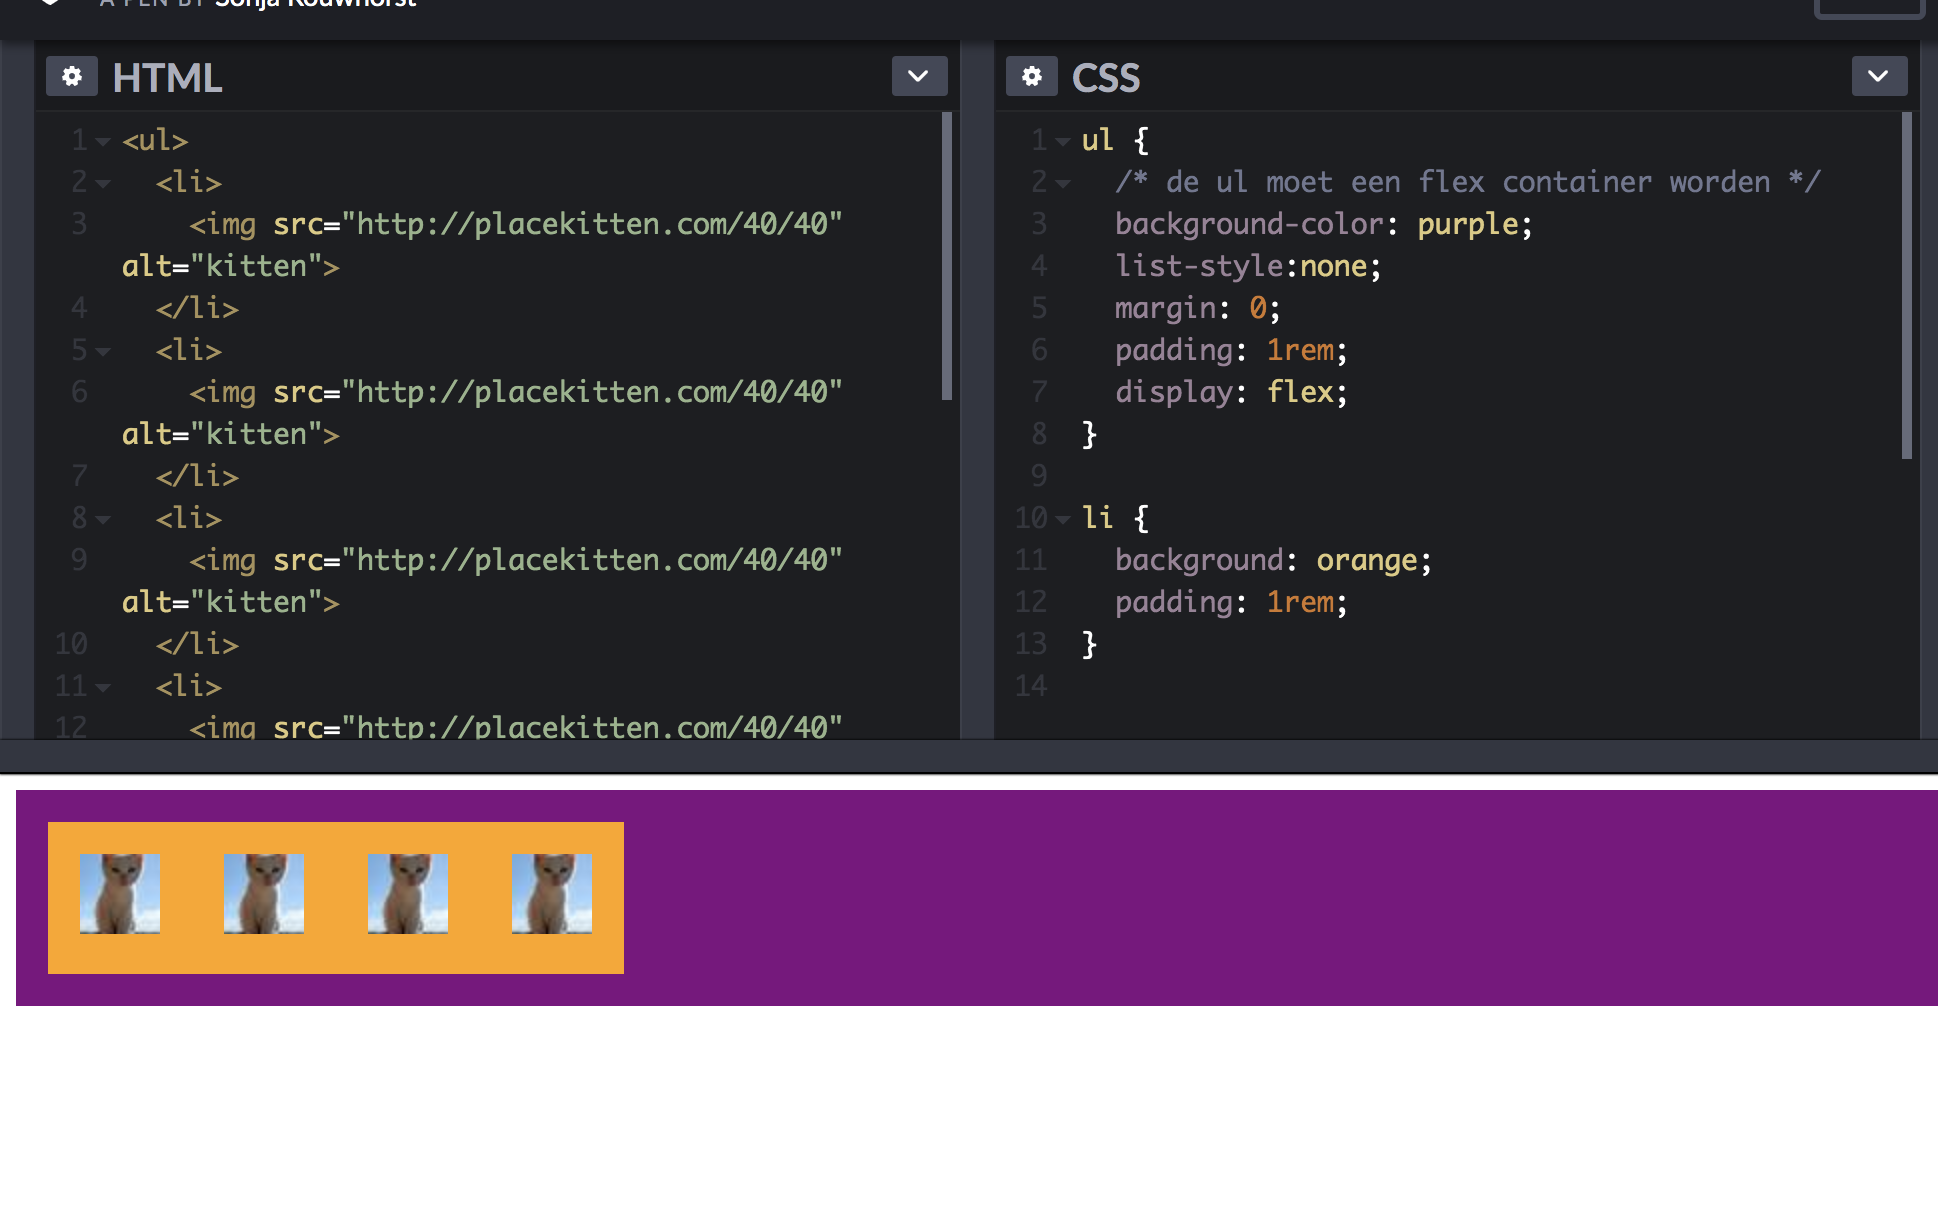 A PEN BY Sonja Rouwhorst
HTML
1 <ul>
2 <li>
3 <img src="http://placekitten.com/40/40"
alt="kitten">
4 </li>
5 <li>
6 <img src="http://placekitten.com/40/40"
alt="kitten">
7 </li>
8 <li>
9 <img src="http://placekitten.com/40/40"
alt="kitten">
10 </li>
11 <li>
12 <img src="http://placekitten.com/40/40"
CSS
1 ul {
2 /* de ul moet een flex container worden */
3 background-color: purple;
4 list-style:none;
5 margin: 0;
6 padding: 1rem;
7 display: flex;
8 }
9
10 li {
11 background: orange;
12 padding: 1rem;
13 }
14